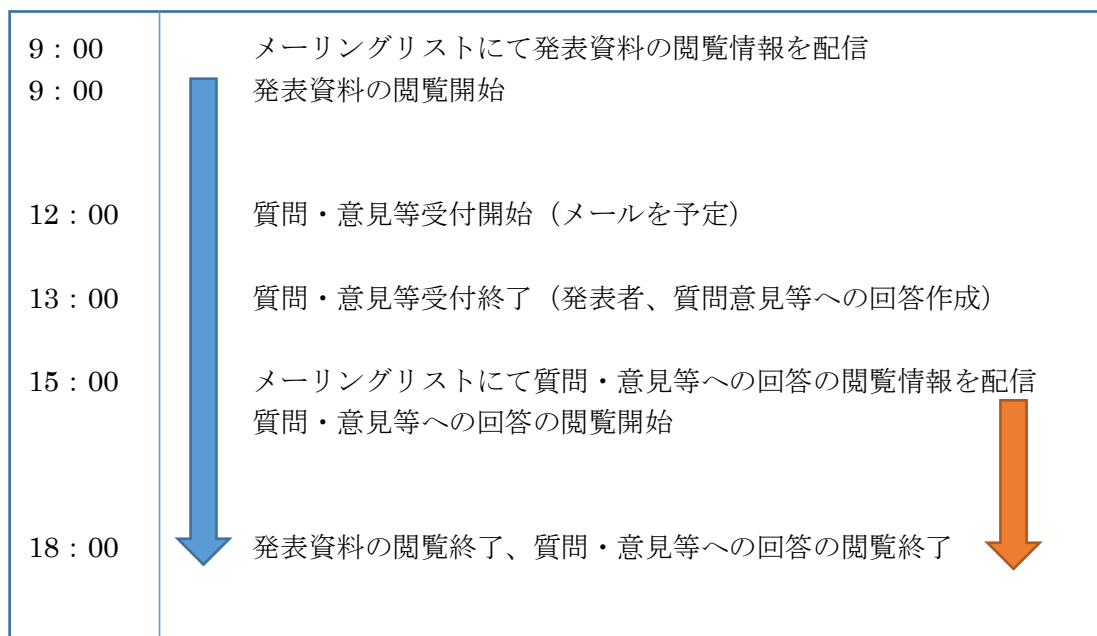 9：00 メーリングリストにて発表資料の閲覧情報を配信
9：00 発表資料の閲覧開始
12：00 質問・意見等受付開始（メールを予定）
13：00 質問・意見等受付終了（発表者、質問意見等への回答作成）
15：00 メーリングリストにて質問・意見等への回答の閲覧情報を配信
質問・意見等への回答の閲覧開始
18：00 発表資料の閲覧終了、質問・意見等への回答の閲覧終了